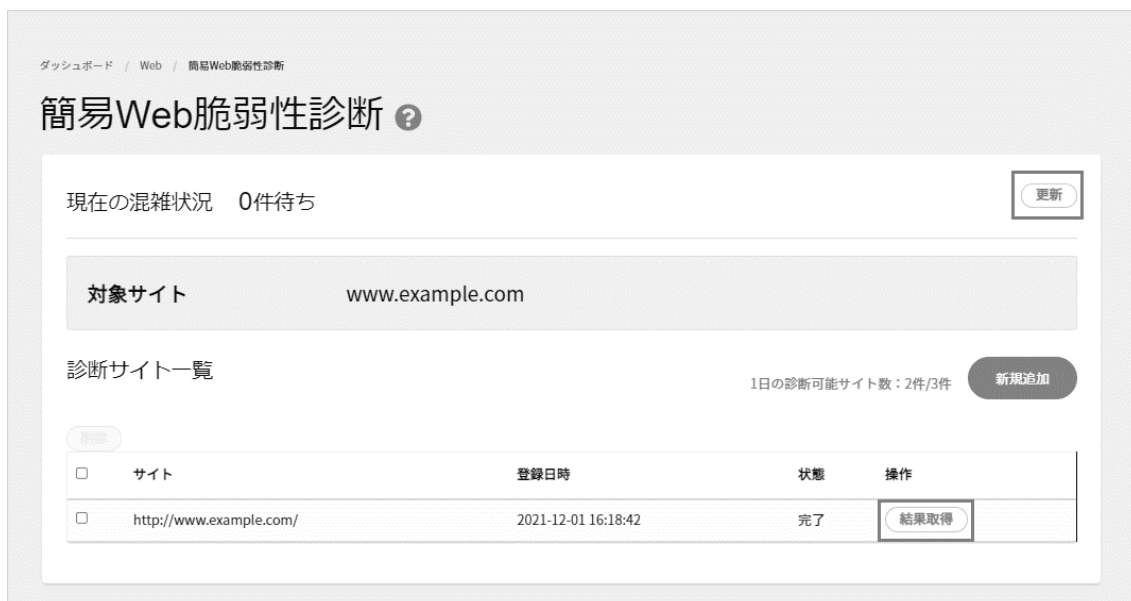 ダッシュボード / Web / 簡易Web脆弱性診断
簡易Web脆弱性診断 ?
現在の混雑状況 0件待ち 更新
対象サイト www.example.com
診断サイト一覧 1日の診断可能サイト数：2件/3件 新規追加
削除
サイト 登録日時 状態 操作
http://www.example.com/ 2021-12-01 16:18:42 完了 結果取得